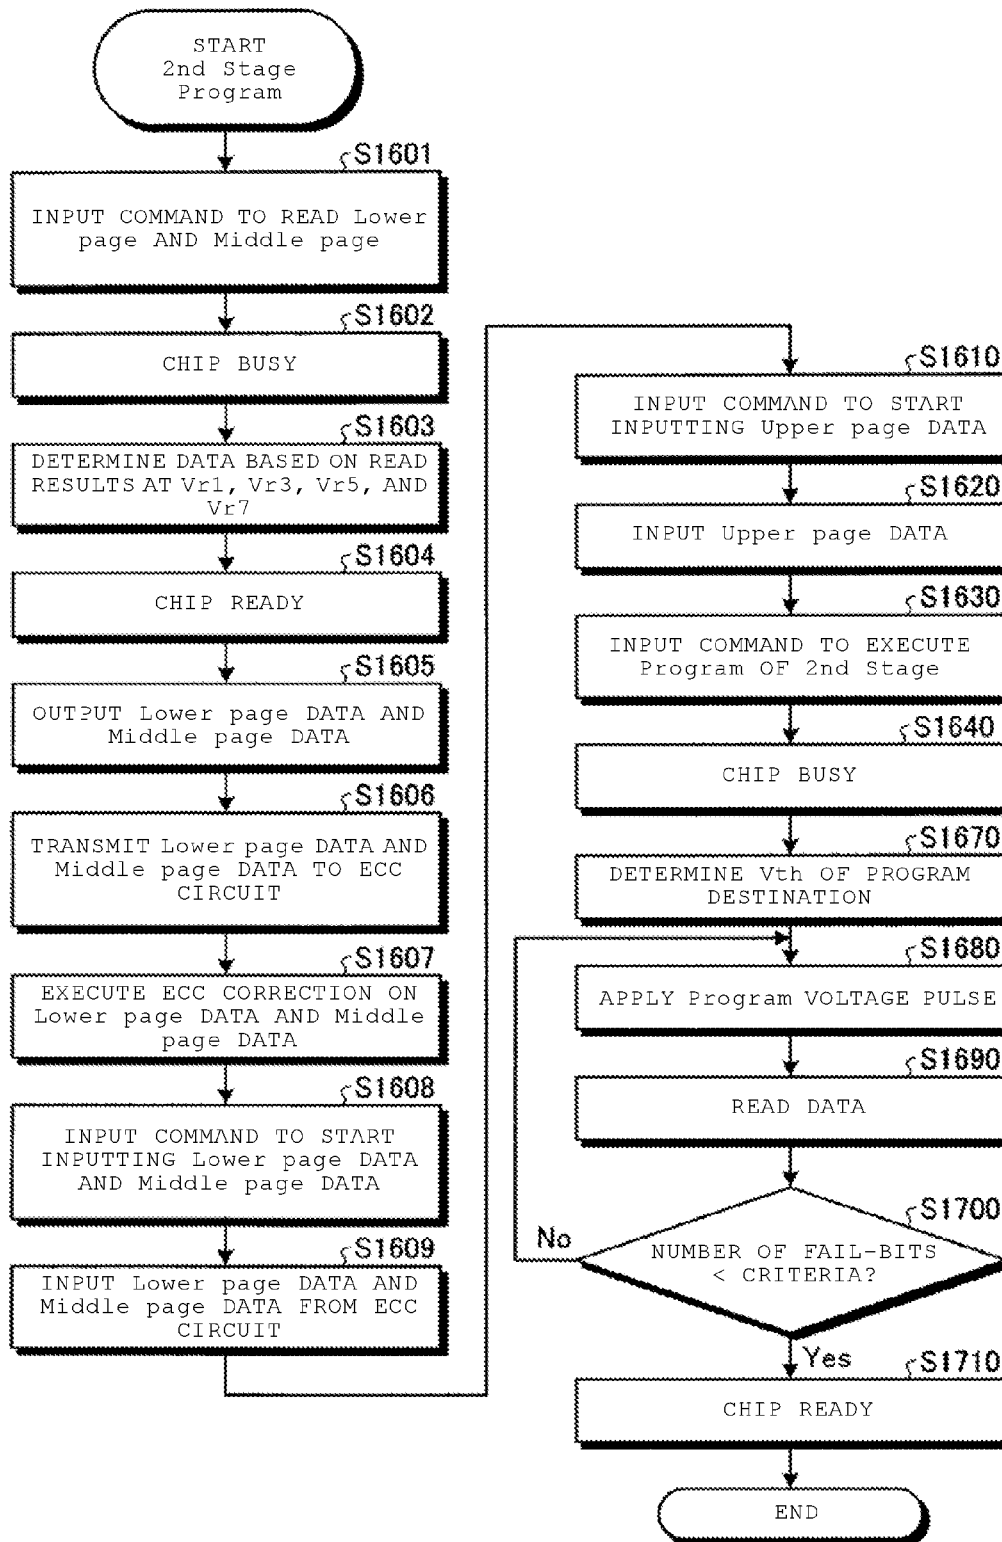 START
2nd Stage
Program
S1601
INPUT COMMAND TO READ Lower
page AND Middle page
S1602
CHIP BUSY
S1603
DETERMINE DATA BASED ON READ
RESULTS AT Vr1, Vr3, Vr5, AND
Vr7
S1604
CHIP READY
S1605
OUTPUT Lower page DATA AND
Middle page DATA
S1606
TRANSMIT Lower page DATA AND
Middle page DATA TO ECC
CIRCUIT
S1607
EXECUTE ECC CORRECTION ON
Lower page DATA AND Middle
page DATA
S1608
INPUT COMMAND TO START
INPUTTING Lower page DATA
AND Middle page DATA
S1609
INPUT Lower page DATA AND
Middle page DATA FROM ECC
CIRCUIT
S1610
INPUT COMMAND TO START
INPUTTING Upper page DATA
S1620
INPUT Upper page DATA
S1630
INPUT COMMAND TO EXECUTE
Program OF 2nd Stage
S1640
CHIP BUSY
S1670
DETERMINE Vth OF PROGRAM
DESTINATION
S1680
APPLY Program VOLTAGE PULSE
S1690
READ DATA
S1700
No
NUMBER OF FAIL-BITS
< CRITERIA?
Yes
S1710
CHIP READY
END